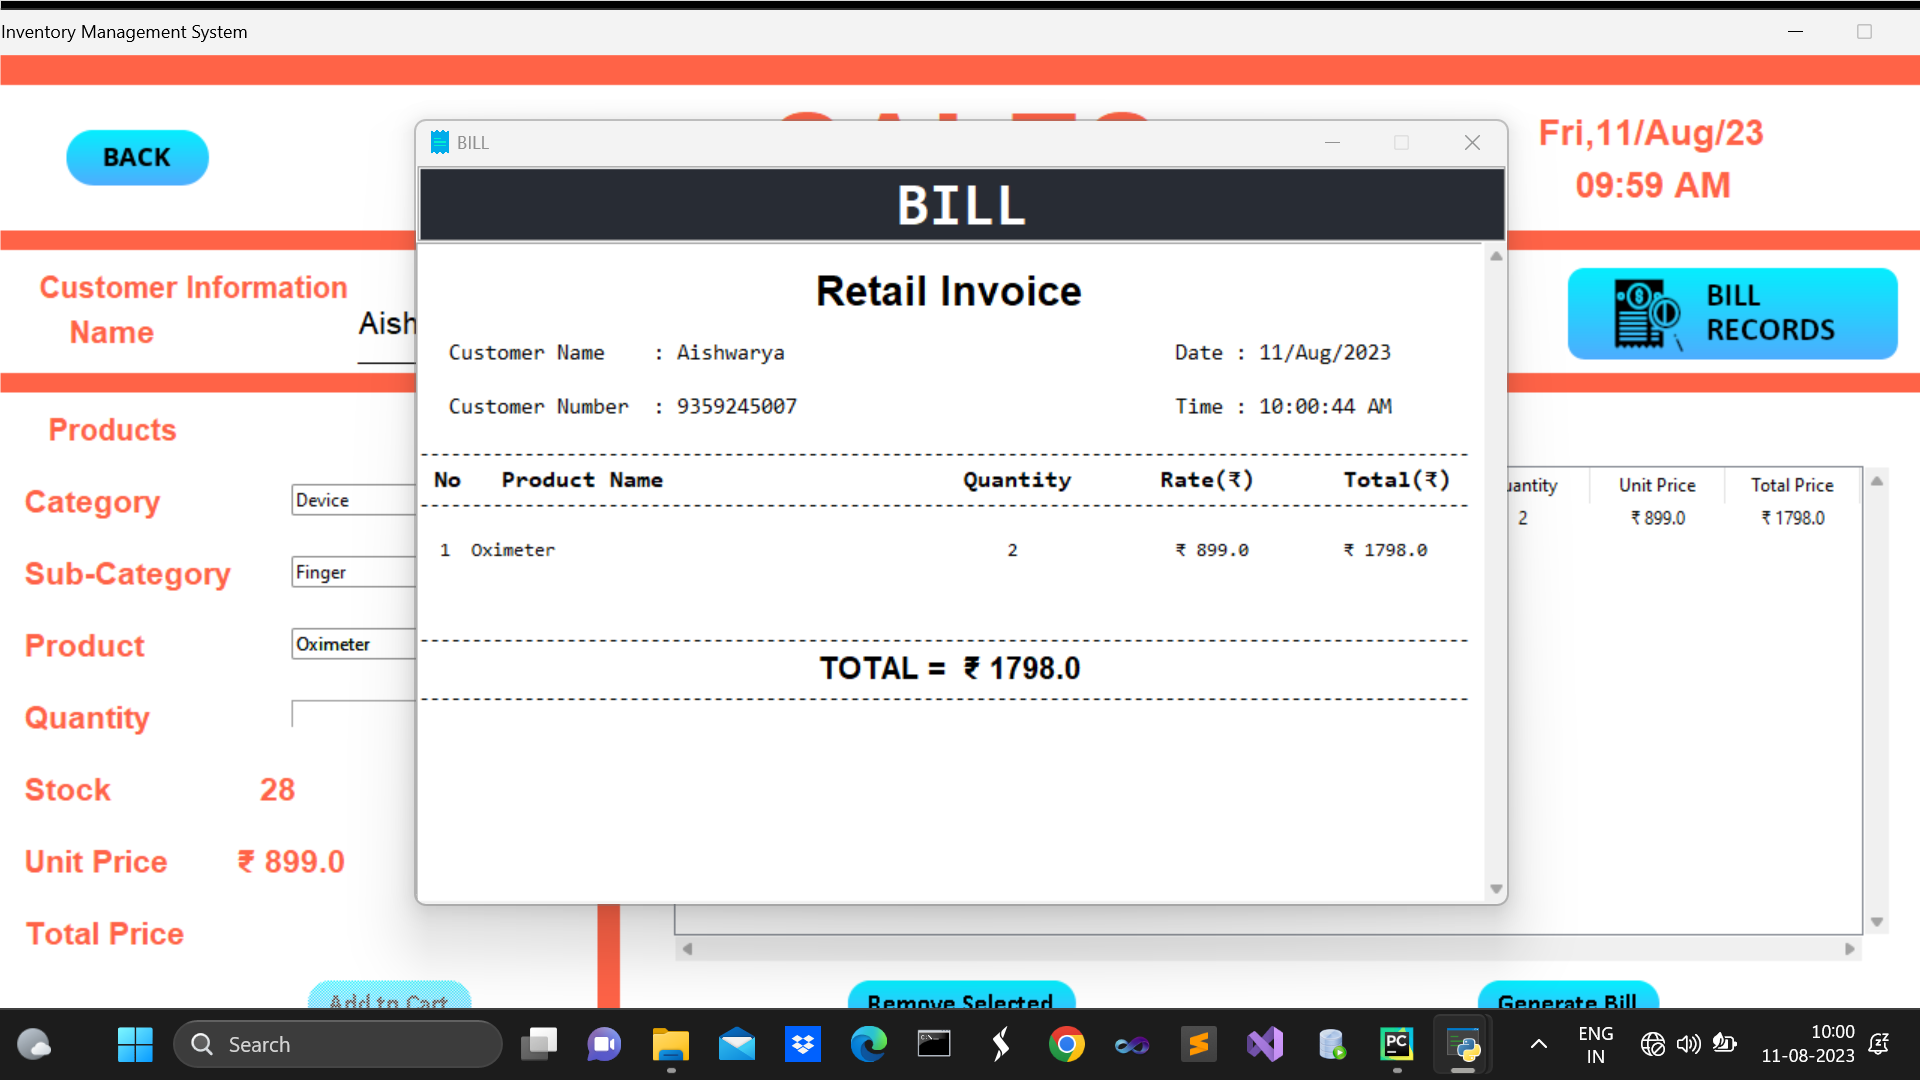 Inventory Management System
BACK
Fri,11/Aug/23
09:59 AM
Customer Information
Name
Aish
BILL
RECORDS
BILL
BILL
Retail Invoice
Customer Name : Aishwarya Date : 11/Aug/2023
Customer Number : 9359245007 Time : 10:00:44 AM
No Product Name Quantity Rate(₹) Total(₹)
1 Oximeter 2 ₹ 899.0 ₹ 1798.0
TOTAL = ₹ 1798.0
Products
Category Device
Sub-Category Finger
Product Oximeter
Quantity
Stock 28
Unit Price ₹ 899.0
Total Price
Add to Cart
uantity Unit Price Total Price
2 ₹ 899.0 ₹ 1798.0
Remove Selected
Generate Bill
Search
PC
ENG
IN
10:00
11-08-2023